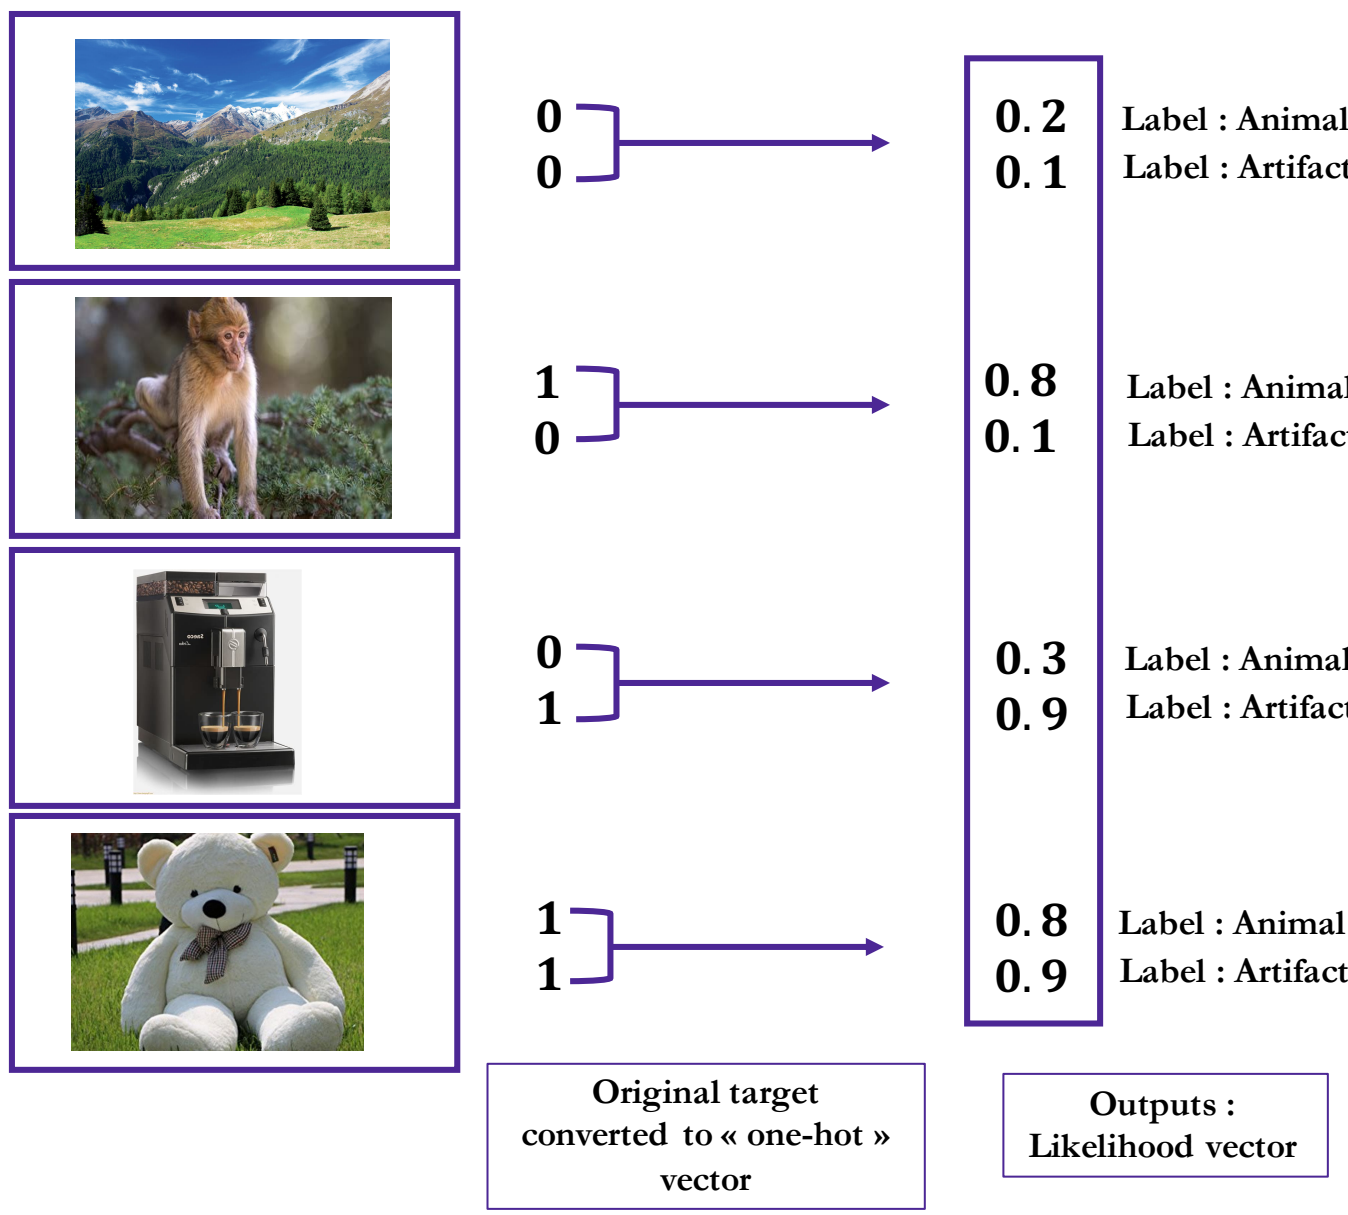 0
0
0.2
0.1
Label : Animal
Label : Artifact
1
0
0.8
0.1
Label : Animal
Label : Artifact
0
1
0.3
0.9
Label : Animal
Label : Artifact
1
1
0.8
0.9
Label : Animal
Label : Artifact
Original target
converted to « one-hot »
vector
Outputs :
Likelihood vector